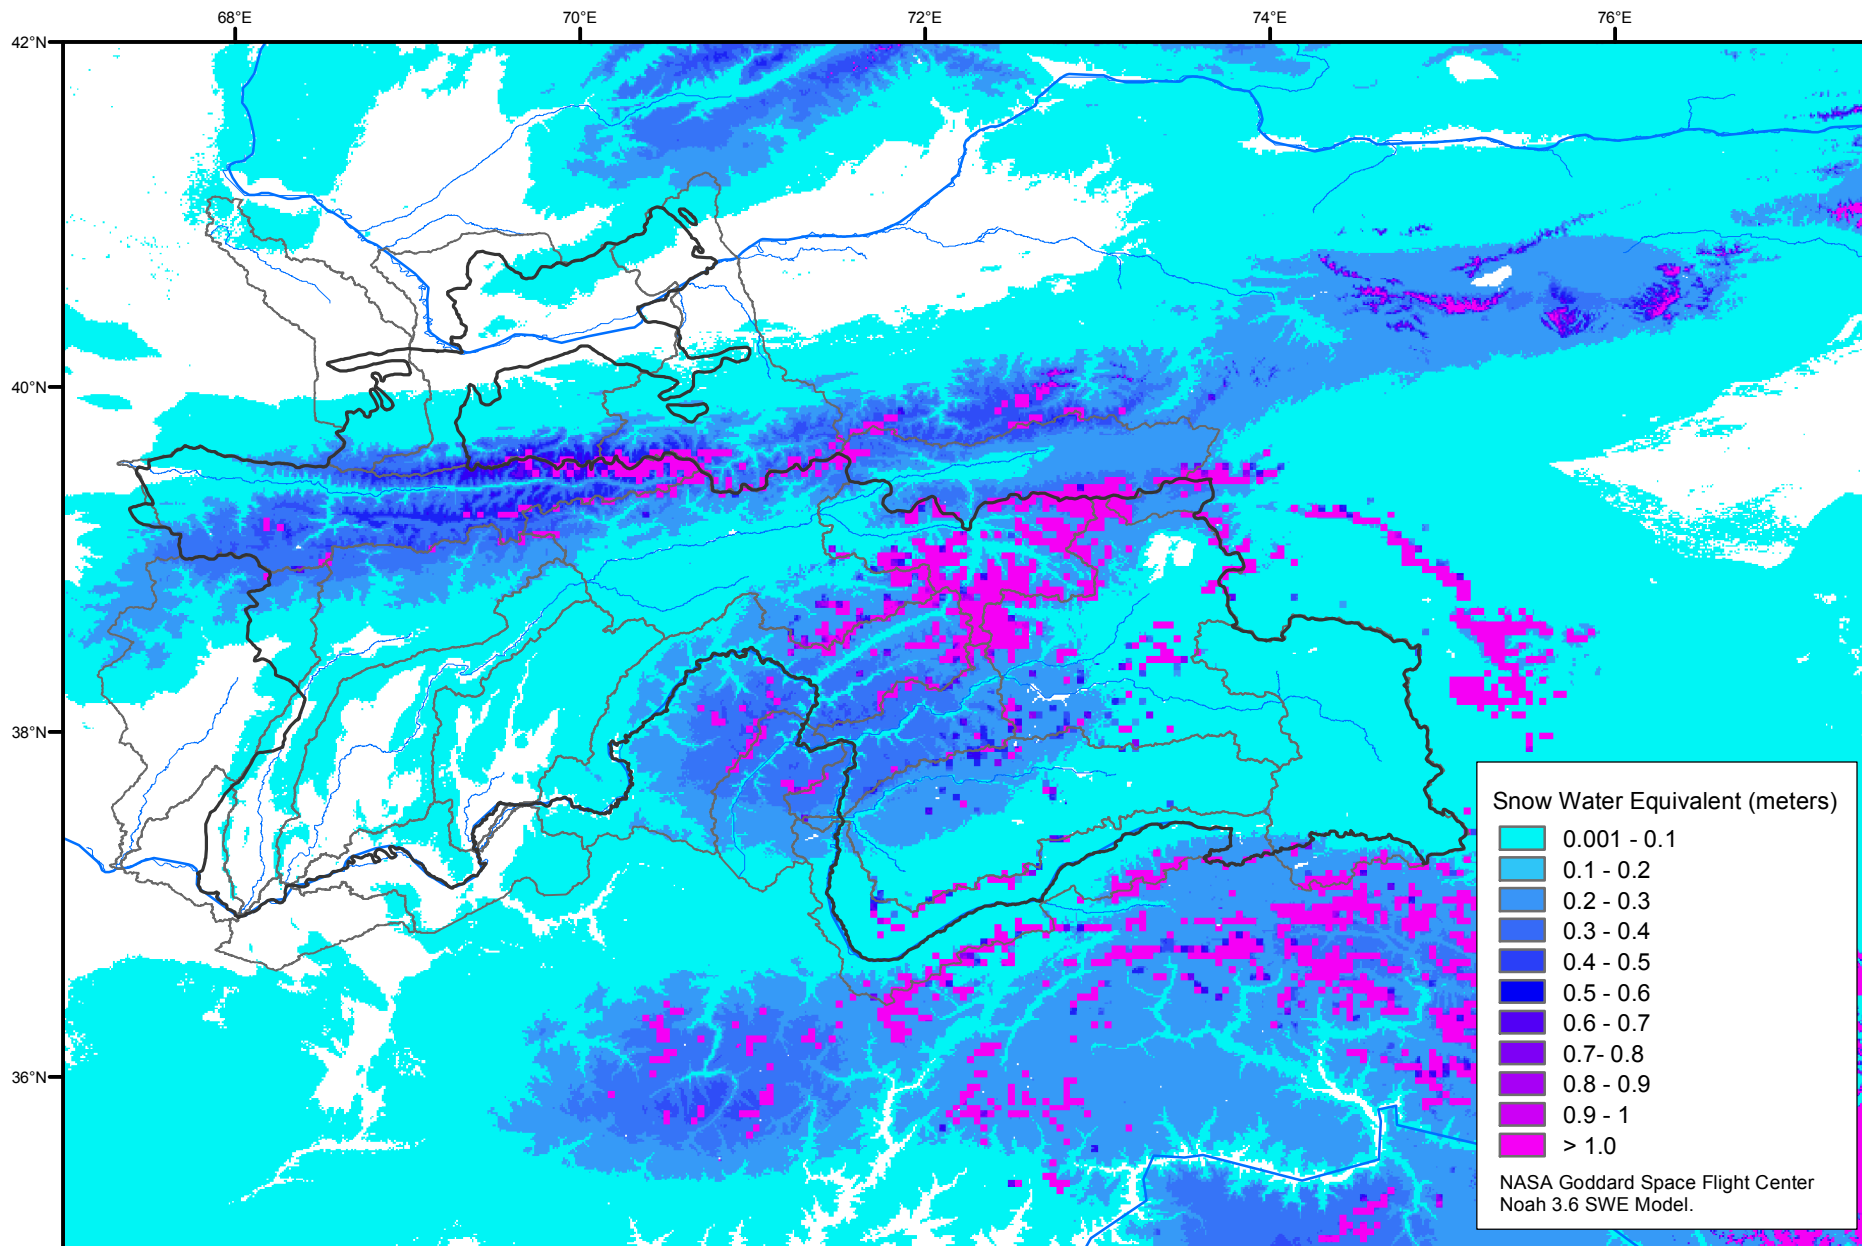 68°E 70°E 72°E 74°E 76°E
42°N
40°N
38°N
36°N
Snow Water Equivalent (meters)
0.001 - 0.1
0.1 - 0.2
0.2 - 0.3
0.3 - 0.4
0.4 - 0.5
0.5 - 0.6
0.6 - 0.7
0.7- 0.8
0.8 - 0.9
0.9 - 1
> 1.0
NASA Goddard Space Flight Center
Noah 3.6 SWE Model.